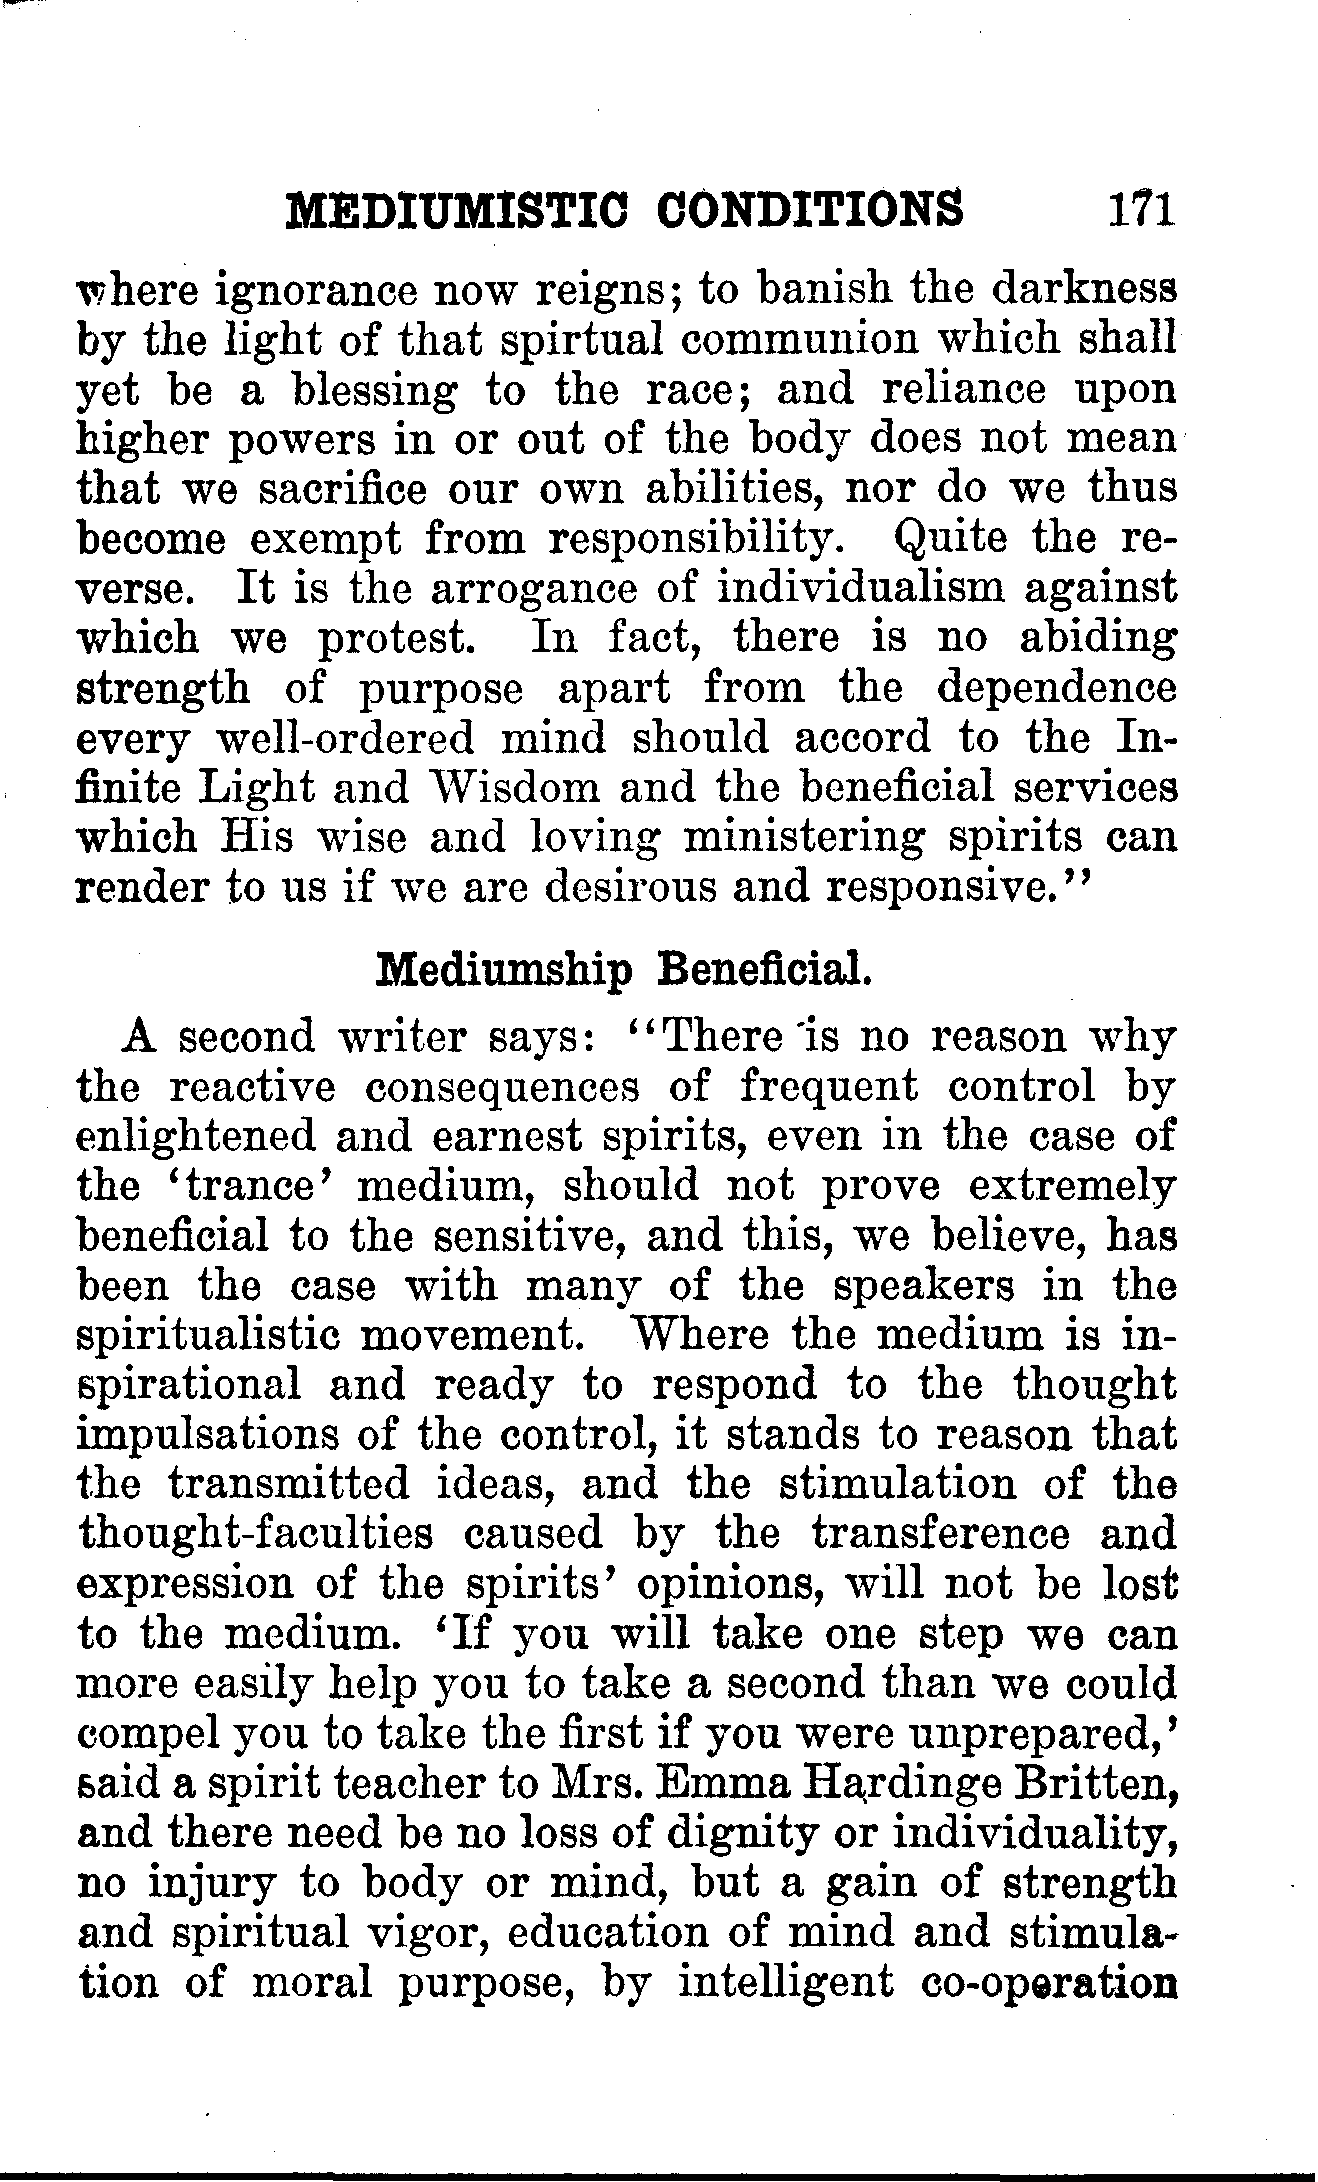 MEDIUMISTIC CONDITIONS 171
where ignorance now reigns; to banish the darkness
by the light of that spirtual communion which shall
yet be a blessing to the race; and reliance upon
higher powers in or out of the body does not mean
that we sacrifice our own abilities, nor do we thus
become exempt from responsibility. Quite the re-
verse. It is the arrogance of individualism against
which we protest. In fact, there is no abiding
strength of purpose apart from the dependence
every well-ordered mind should accord to the In-
finite Light and Wisdom and the beneficial services
which His wise and loving ministering spirits can
render to us if we are desirous and responsive.''
Mediumship Beneficial.
A second writer says: ''There is no reason why
the reactive consequences of frequent control by
enlightened and earnest spirits, even in the case of
the 'trance' medium, should not prove extremely
beneficial to the sensitive, and this, we believe, has
been the case with many of the speakers in the
spiritualistic movement. Where the medium is in-
spirational and ready to respond to the thought
impulsations of the control, it stands to reason that
the transmitted ideas, and the stimulation of the
thought-faculties caused by the transference and
expression of the spirits' opinions, will not be lost
to the medium. 'If you will take one step we can
more easily help you to take a second than we could
compel you to take the first if you were unprepared,'
said a spirit teacher to Mrs. Emma Hardinge Britten,
and there need be no loss of dignity or individuality,
no injury to body or mind, but a gain of strength
and spiritual vigor, education of mind and stimula-
tion of moral purpose, by intelligent co-operation